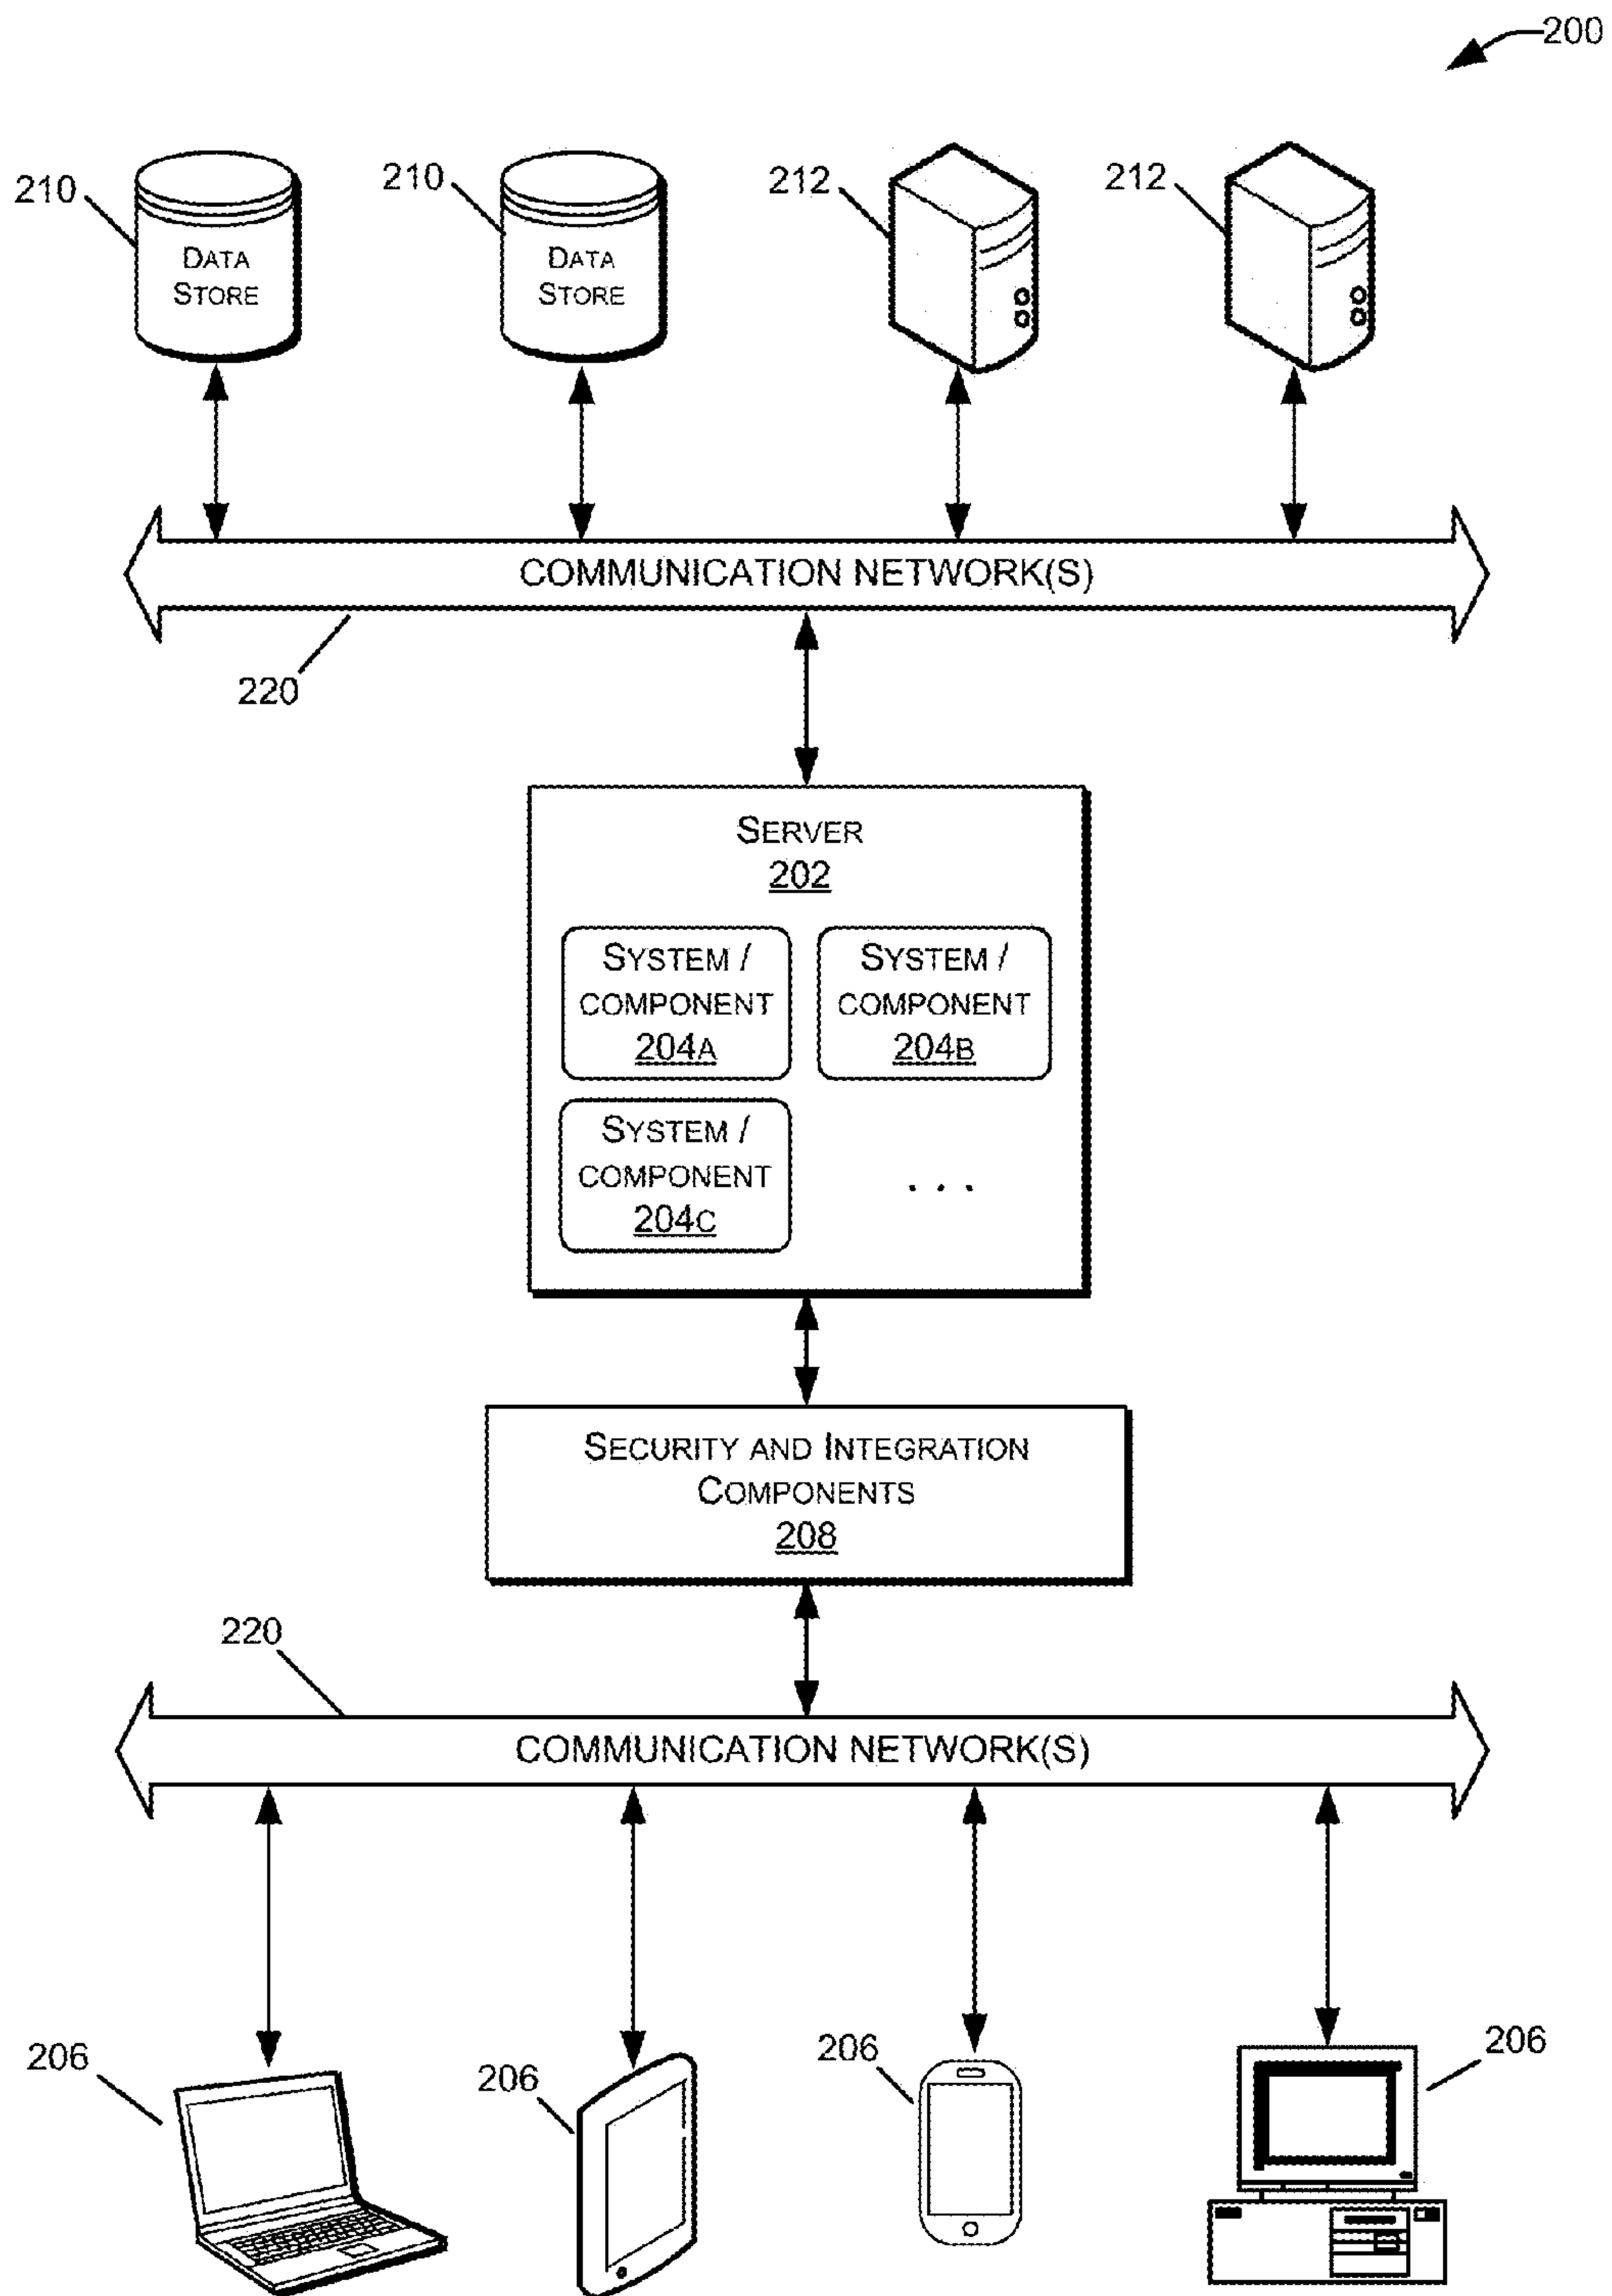 200
210
210
212
212
DATA
STORE
DATA
STORE
COMMUNICATION NETWORK(S)
220
SERVER
202
SYSTEM /
COMPONENT
204A
SYSTEM /
COMPONENT
204B
SYSTEM /
COMPONENT
204C
. . .
SECURITY AND INTEGRATION
COMPONENTS
208
220
COMMUNICATION NETWORK(S)
206
206
206
206